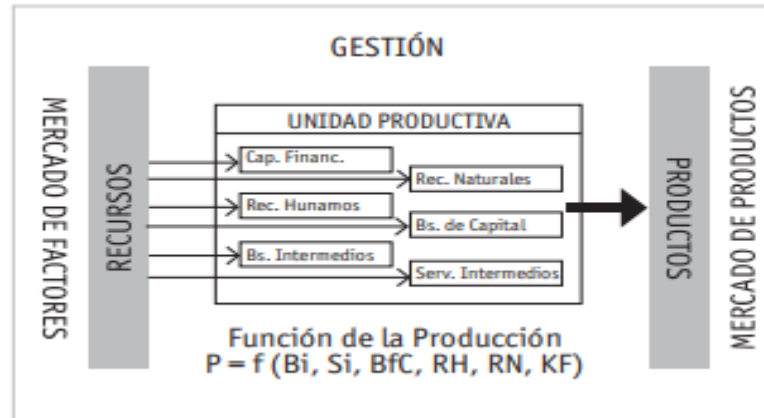 GESTIÓN
MERCADO DE FACTORES
RECURSOS
UNIDAD PRODUCTIVA
Cap. Financ.
Rec. Naturales
Rec. Hunamos
Bs. de Capital
Bs. Intermedios
Serv. Intermedios
PRODUCTOS
MERCADO DE PRODUCTOS
Función de la Producción
P = f (Bi, Si, BfC, RH, RN, KF)